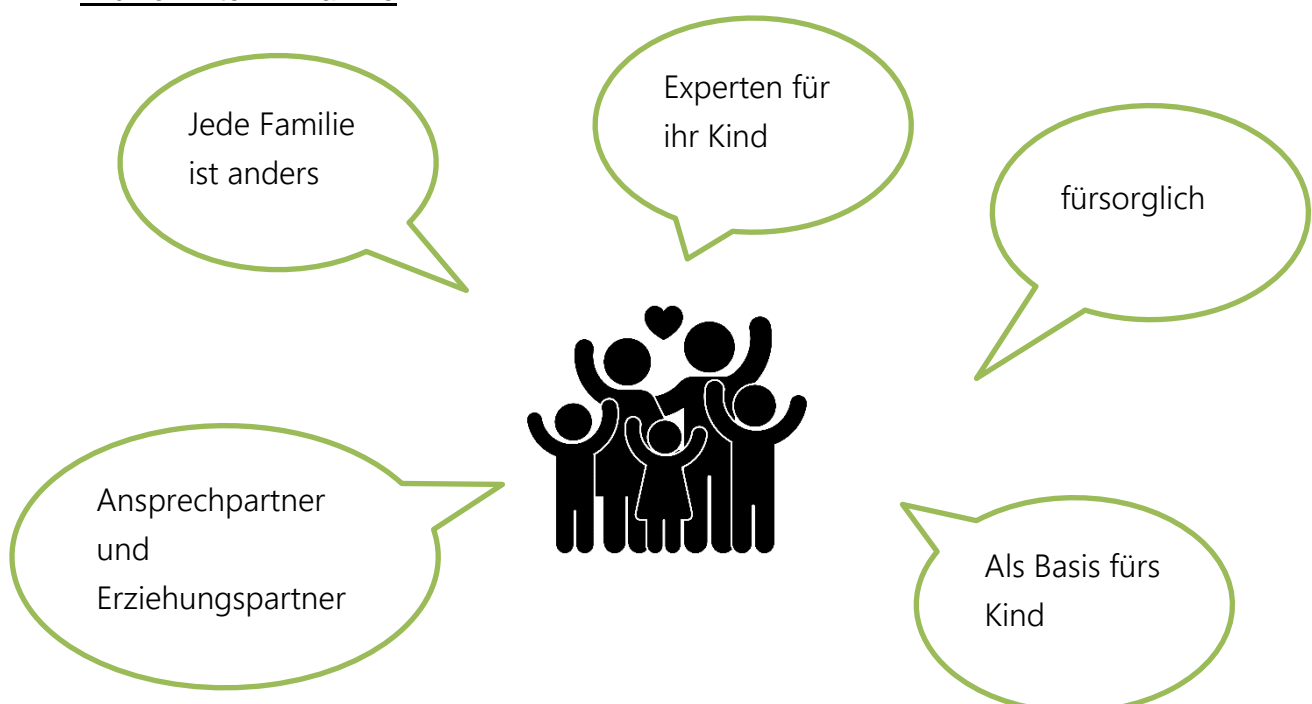 Jede Familie
ist anders
Experten für
ihr Kind
fürsorglich
Ansprechpartner
und
Erziehungspartner
Als Basis fürs
Kind